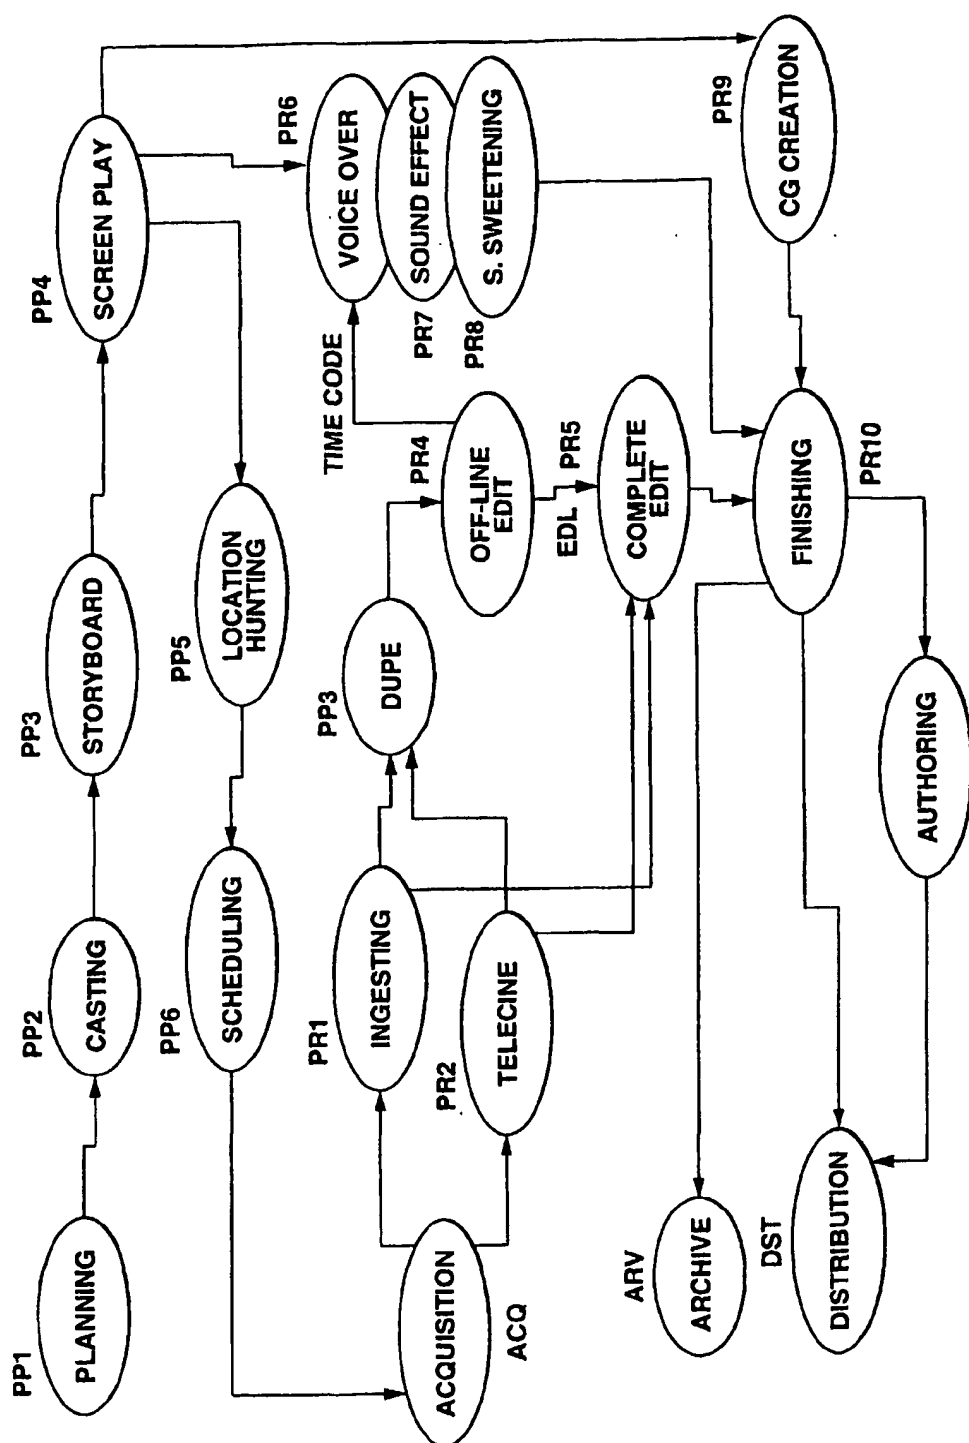 PP1
PLANNING
PP2
CASTING
PP3
STORYBOARD
PP4
SCREEN PLAY
PP6
SCHEDULING
PP5
LOCATION
HUNTING
PR6
VOICE OVER
PR7
SOUND EFFECT
PR8
S. SWEETENING
PR9
CG CREATION
PR1
INGESTING
PR2
TELECINE
PP3
DUPE
TIME CODE
PR4
OFF-LINE
EDIT
EDL
PR5
COMPLETE
EDIT
ACQUISITION
ACQ
ARV
ARCHIVE
DST
DISTRIBUTION
FINISHING
PR10
AUTHORING